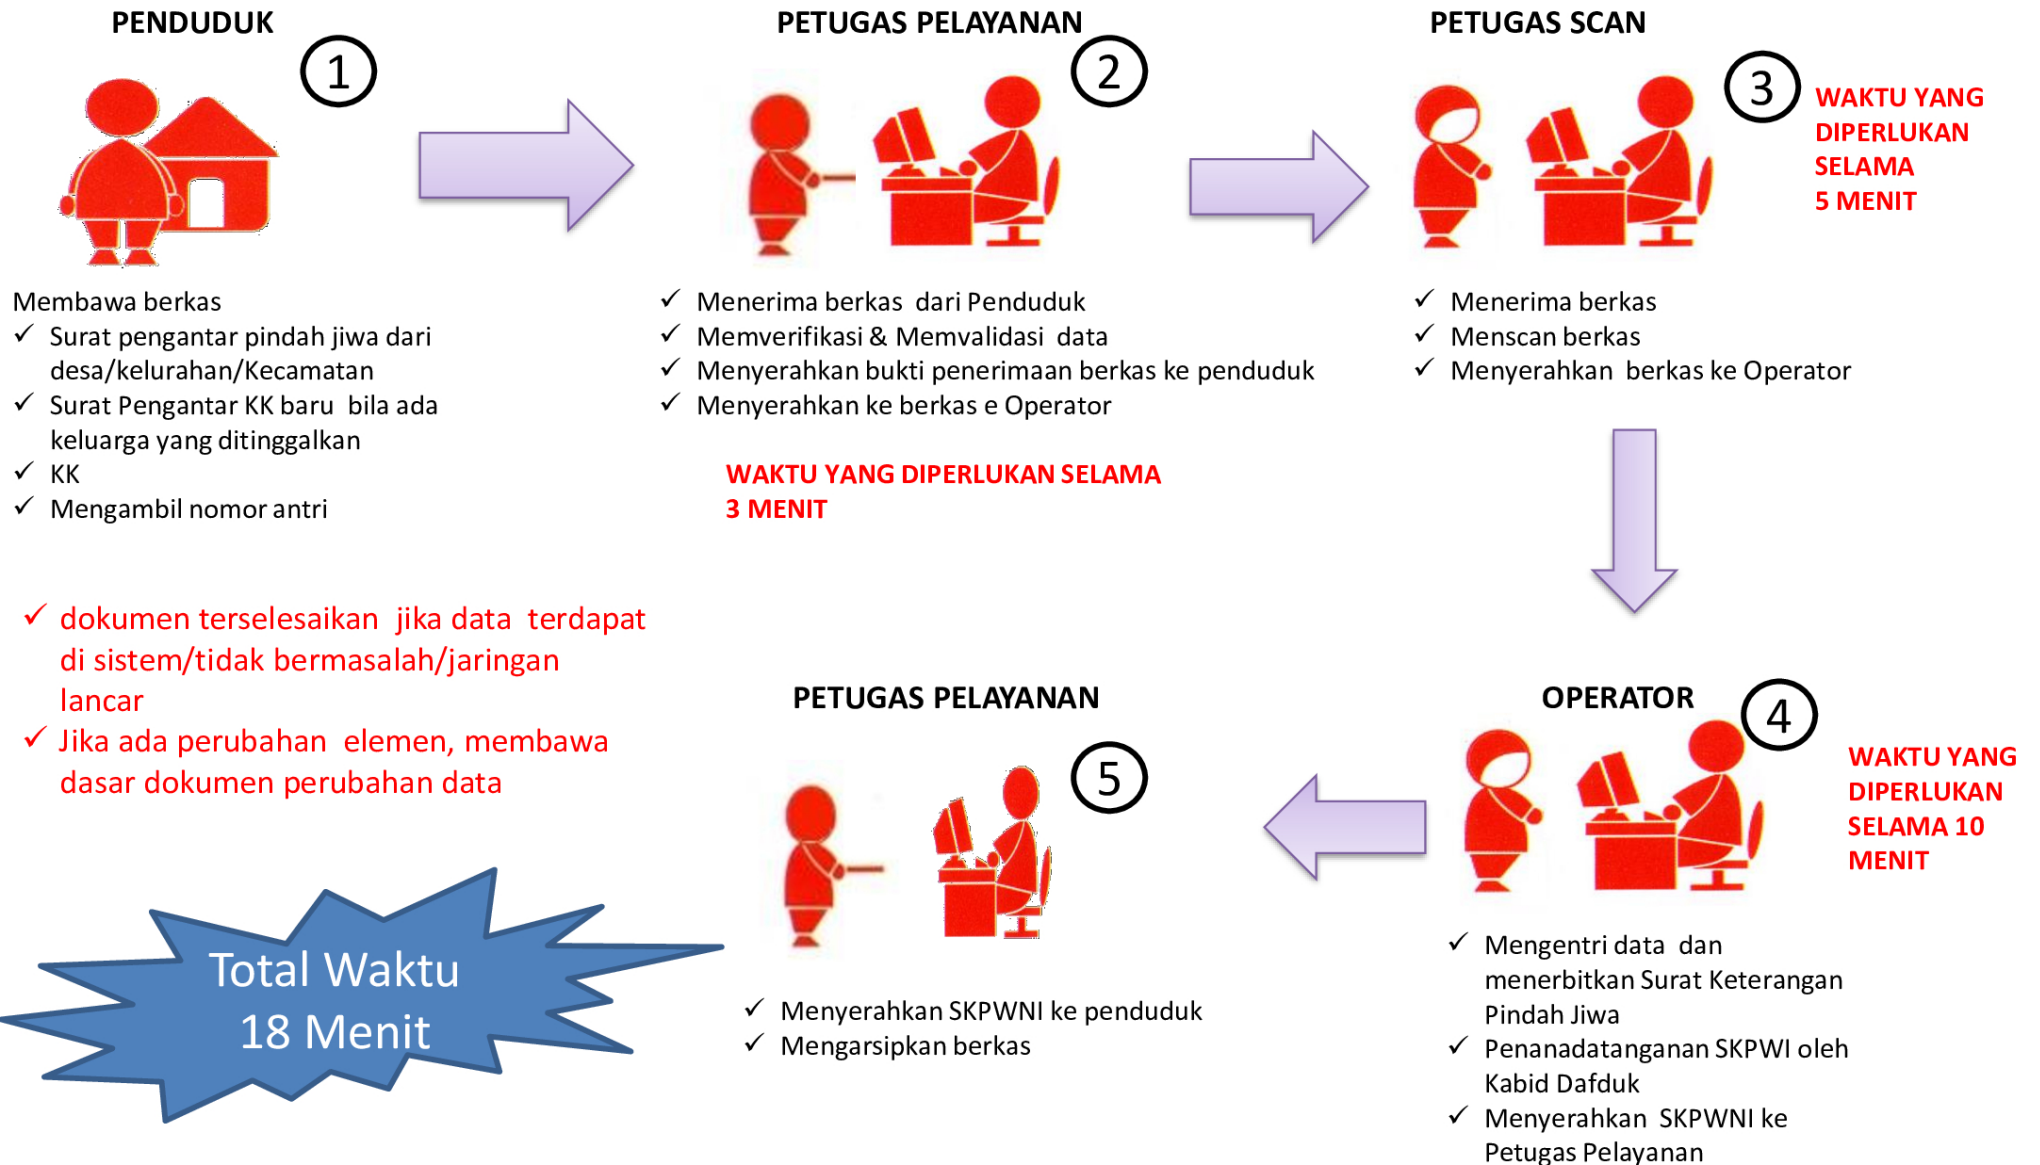 PENDUDUK
1
Membawa berkas
✓ Surat pengantar pindah jiwa dari
desa/kelurahan/Kecamatan
✓ Surat Pengantar KK baru bila ada
keluarga yang ditinggalkan
✓ KK
✓ Mengambil nomor antri
PETUGAS PELAYANAN
2
✓ Menerima berkas dari Penduduk
✓ Memverifikasi & Memvalidasi data
✓ Menyerahkan bukti penerimaan berkas ke penduduk
✓ Menyerahkan ke berkas e Operator
WAKTU YANG DIPERLUKAN SELAMA
3 MENIT
PETUGAS SCAN
3
WAKTU YANG
DIPERLUKAN
SELAMA
5 MENIT
✓ Menerima berkas
✓ Menscan berkas
✓ Menyerahkan berkas ke Operator
OPERATOR
4
WAKTU YANG
DIPERLUKAN
SELAMA 10
MENIT
✓ Mengentri data dan
menerbitkan Surat Keterangan
Pindah Jiwa
✓ Penanadatanganan SKPWI oleh
Kabid Dafduk
✓ Menyerahkan SKPWNI ke
Petugas Pelayanan
PETUGAS PELAYANAN
5
✓ Menyerahkan SKPWNI ke penduduk
✓ Mengarsipkan berkas
✓ dokumen terselesaikan jika data terdapat
di sistem/tidak bermasalah/jaringan
lancar
✓ Jika ada perubahan elemen, membawa
dasar dokumen perubahan data
Total Waktu
18 Menit